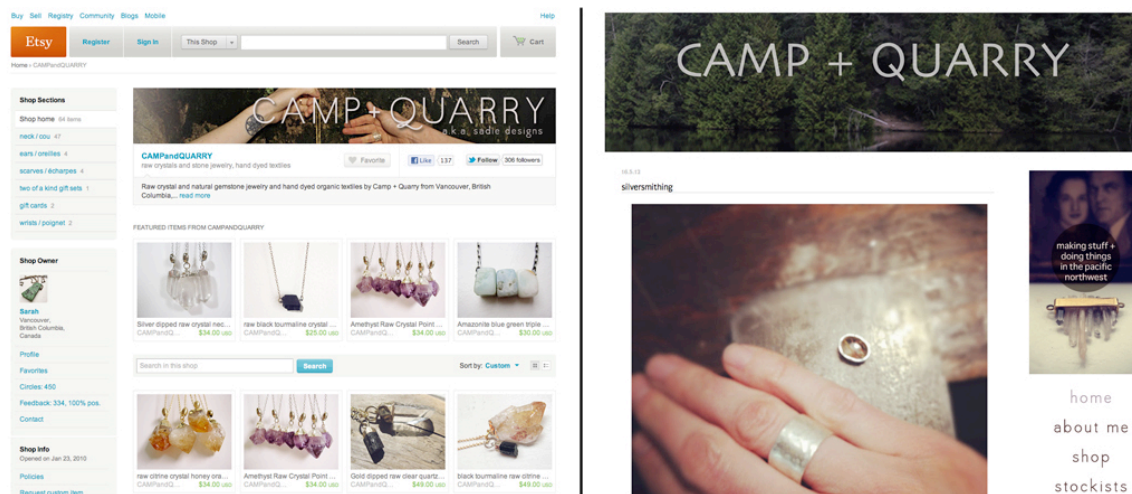 Buy Sell Registry Community Blogs Mobile
Help
Etsy
Register
Sign In
This Shop
Search
Cart
Home > CAMPandQUARRY
Shop Sections
Shop home 64 items
neck / cou 47
ears / oreilles 4
scarves / écharpes 4
two of a kind gift sets 1
gift cards 2
wrists / poignet 2
Shop Owner
Sarah
Vancouver,
British Columbia,
Canada
Profile
Favorites
Circles: 450
Feedback: 334, 100% pos.
Contact
Shop Info
Opened on Jan 23, 2010
Policies
Request custom item
CAMP+QUARRY
a.k.a. sadie designs
CAMPandQUARRY
raw crystals and stone jewelry, hand dyed textiles
Favorite
Like 137
Follow 306 followers
Raw crystal and natural gemstone jewelry and hand dyed organic textiles by Camp + Quarry from Vancouver, British
Columbia,... read more
FEATURED ITEMS FROM CAMPANDQUARRY
Silver dipped raw crystal nec...
CAMPandQ... $34.00 USD
raw black tourmaline crystal ...
CAMPandQ... $25.00 USD
Amethyst Raw Crystal Point ...
CAMPandQ... $34.00 USD
Amazonite blue green triple ...
CAMPandQ... $30.00 USD
Search in this shop
Search
Sort by: Custom
raw citrine crystal honey ora...
CAMPandQ... $34.00 USD
Amethyst Raw Crystal Point ...
CAMPandQ... $34.00 USD
Gold dipped raw clear quartz...
CAMPandQ... $49.00 USD
black tourmaline raw citrine ...
CAMPandQ... $49.00 USD
CAMP + QUARRY
silversmithing
making stuff +
doing things
in the pacific
northwest
home
about me
shop
stockists